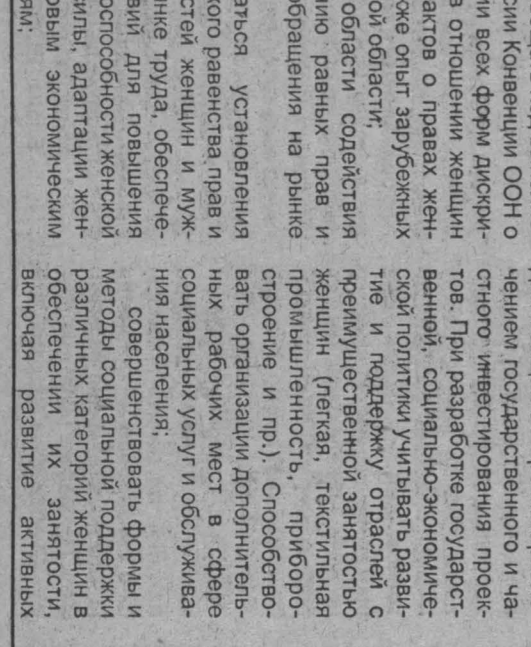 сии Конвенции ООН о
ии всех форм дискри-
в отношении женщин
актов о правах жен-
кже опыт зарубежных
ой области;
области содействия
нию равных прав и
обращения на рынке
аться установления
кого равенства прав и
стей женщин и муж-
нке труда, обеспече-
вий для повышения
оспособности женской
силы, адаптации жен-
овым экономическим
ям;
чением государственного и ча-
стного инвестирования проек-
тов. При разработке государст-
венной, социально-экономиче-
ской политики учитывать разви-
тие и поддержку отраслей с
преимущественной занятостью
женщин (легкая, текстильная
промышленность, приборо-
строение и пр.). Способство-
вать организации дополнитель-
ных рабочих мест в сфере
социальных услуг и обслужива-
ния населения;
совершенствовать формы и
методы социальной поддержки
различных категорий женщин в
обеспечении их занятости,
включая развитие активных